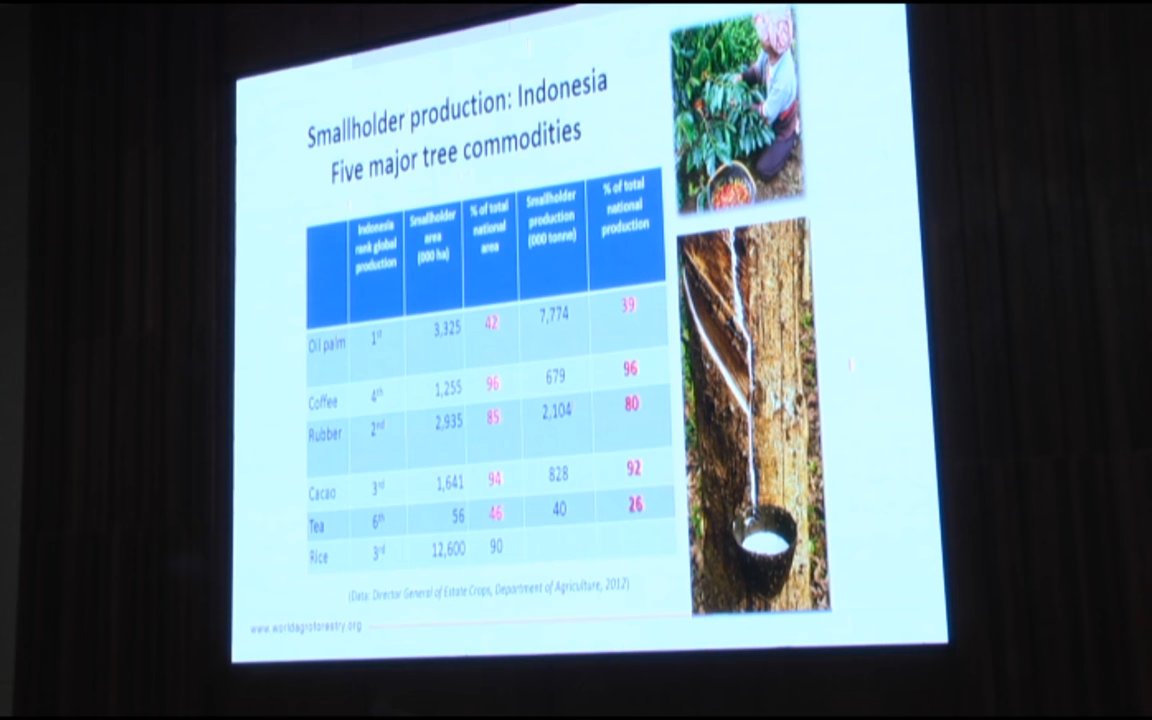 Smallholder production: Indonesia
Five major tree commodities
Indonesia rank global production | Smallholder area (000 ha) | % of total national area | Smallholder production (000 tonne) | % of total national production
Oil palm 1st 3,325 42 7,774 39
Coffee 4th 1,255 96 679 96
Rubber 2nd 2,935 85 2,104 80
Cacao 3rd 1,641 94 828 92
Tea 6th 56 46 40 26
Rice 3rd 12,600 90
(Data: Director General of Estate Crops, Department of Agriculture, 2012)
www.worldagroforestry.org